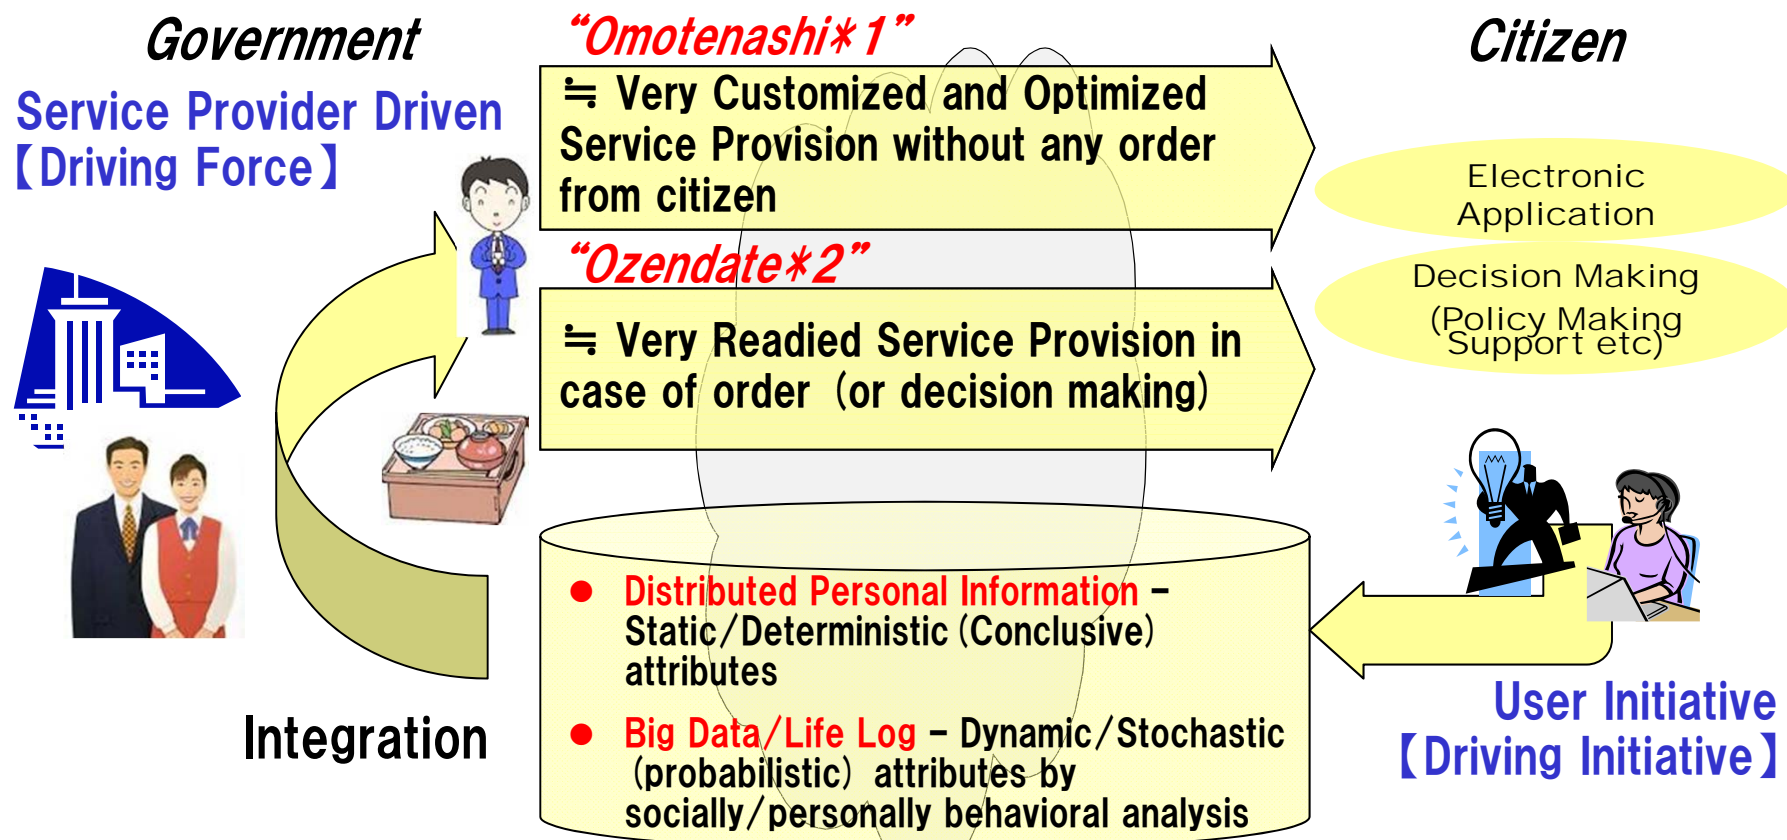 Government
Service Provider Driven
【Driving Force】
“Omotenashi*1”
≒ Very Customized and Optimized
Service Provision without any order
from citizen
“Ozendate*2”
≒ Very Readied Service Provision in
case of order (or decision making)
Citizen
Electronic
Application
Decision Making
(Policy Making
Support etc)
Integration
● Distributed Personal Information –
Static/Deterministic (Conclusive)
attributes
● Big Data/Life Log – Dynamic/Stochastic
(probabilistic) attributes by
socially/personally behavioral analysis
User Initiative
【Driving Initiative】